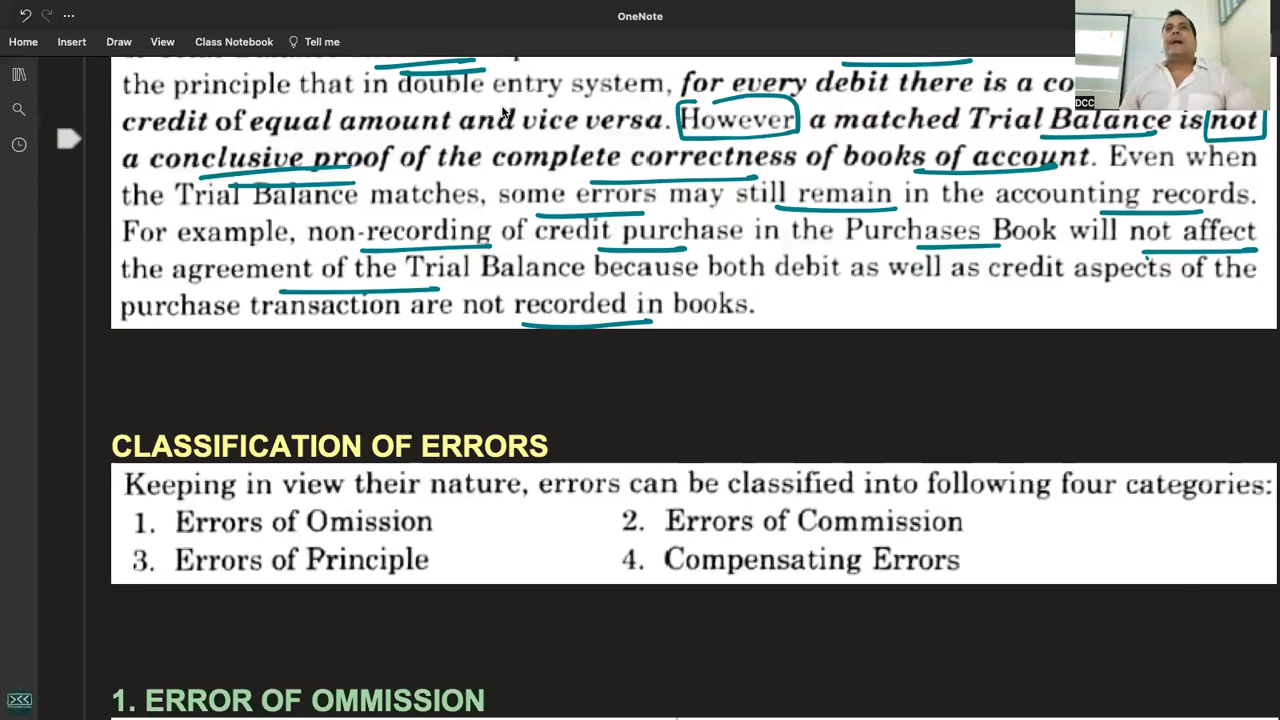 OneNote
Home Insert Draw View Class Notebook Tell me
the principle that in double entry system, for every debit there is a co
DCC
credit of equal amount and vice versa. However a matched Trial Balance is not
a conclusive proof of the complete correctness of books of account. Even when
the Trial Balance matches, some errors may still remain in the accounting records.
For example, non-recording of credit purchase in the Purchases Book will not affect
the agreement of the Trial Balance because both debit as well as credit aspects of the
purchase transaction are not recorded in books.
CLASSIFICATION OF ERRORS
Keeping in view their nature, errors can be classified into following four categories:
1. Errors of Omission 2. Errors of Commission
3. Errors of Principle 4. Compensating Errors
1. ERROR OF OMMISSION